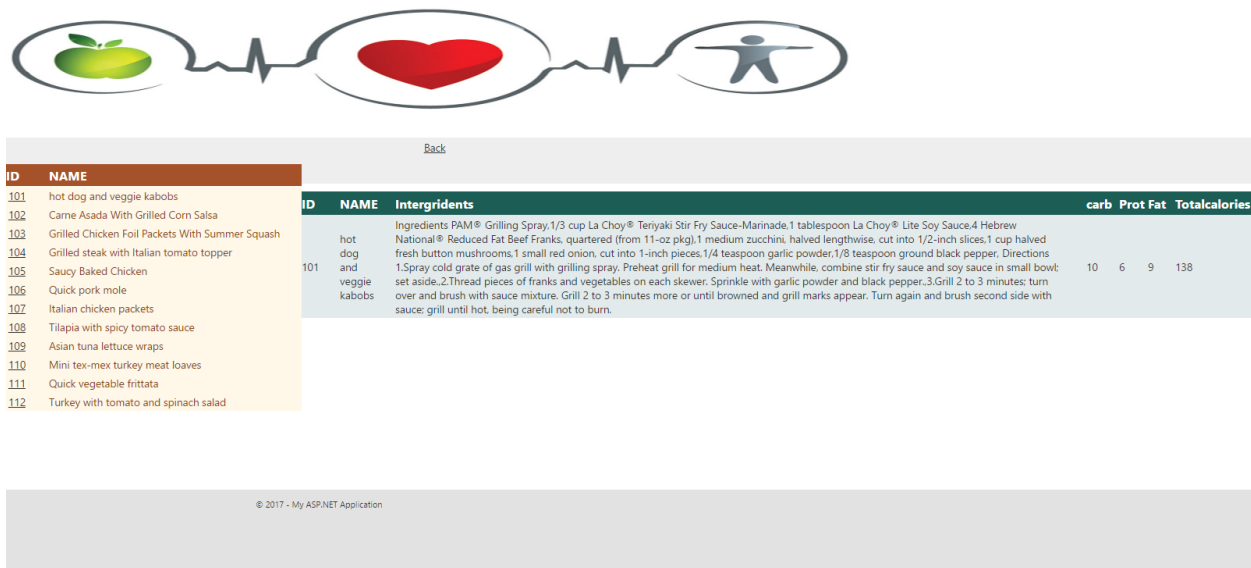 Back
ID NAME
101 hot dog and veggie kabobs
102 Carne Asada With Grilled Corn Salsa
103 Grilled Chicken Foil Packets With Summer Squash
104 Grilled steak with Italian tomato topper
105 Saucy Baked Chicken
106 Quick pork mole
107 Italian chicken packets
108 Tilapia with spicy tomato sauce
109 Asian tuna lettuce wraps
110 Mini tex-mex turkey meat loaves
111 Quick vegetable frittata
112 Turkey with tomato and spinach salad
ID NAME Intergridents carb Prot Fat Totalcalories
101
hot
dog
and
veggie
kabobs
Ingredients PAM® Grilling Spray,1/3 cup La Choy® Teriyaki Stir Fry Sauce-Marinade,1 tablespoon La Choy® Lite Soy Sauce,4 Hebrew
National® Reduced Fat Beef Franks, quartered (from 11-oz pkg),1 medium zucchini, halved lengthwise, cut into 1/2-inch slices,1 cup halved
fresh button mushrooms,1 small red onion, cut into 1-inch pieces,1/4 teaspoon garlic powder,1/8 teaspoon ground black pepper, Directions
1.Spray cold grate of gas grill with grilling spray. Preheat grill for medium heat. Meanwhile, combine stir fry sauce and soy sauce in small bowl;
set aside.,2.Thread pieces of franks and vegetables on each skewer. Sprinkle with garlic powder and black pepper.,3.Grill 2 to 3 minutes; turn
over and brush with sauce mixture. Grill 2 to 3 minutes more or until browned and grill marks appear. Turn again and brush second side with
sauce; grill until hot, being careful not to burn.
10 6 9 138
© 2017 - My ASP.NET Application